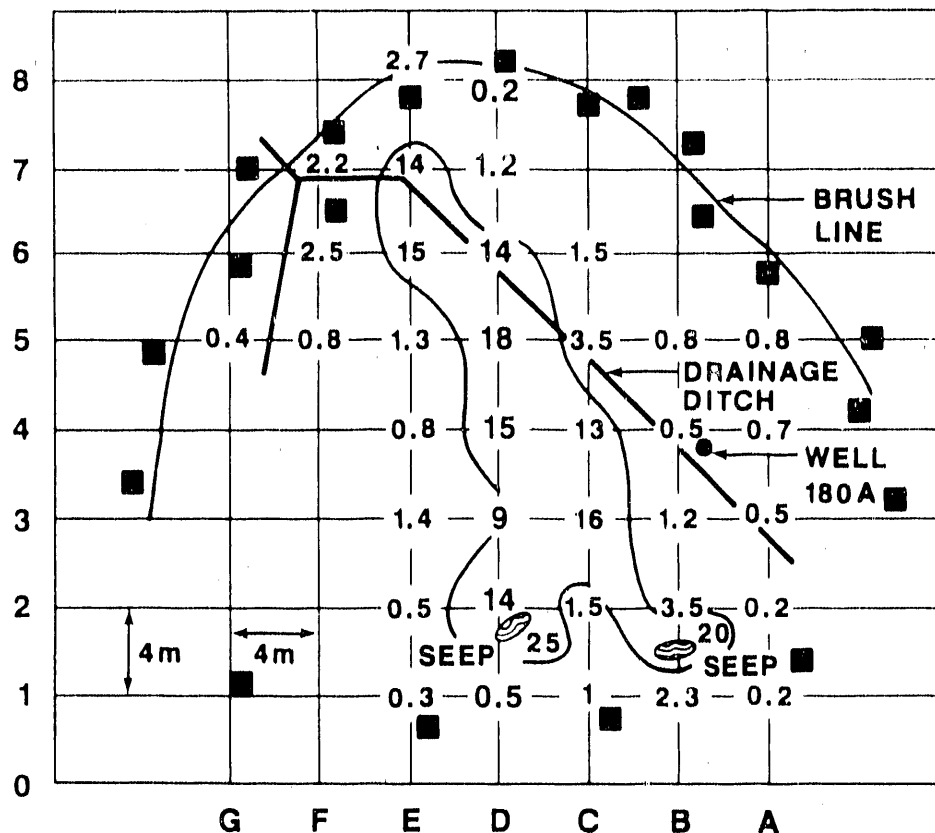 8 2.7 0.2
7 2.2 14 1.2
BRUSH
LINE
6 2.5 15 14 1.5
5 0.4 0.8 1.3 18 3.5 0.8 0.8
DRAINAGE
DITCH
4 0.8 15 13 0.5 0.7
WELL
180A
3 1.4 9 16 1.2 0.5
2 0.5 14 1.5 3.5 0.2
4m 4m SEEP 25 20 SEEP
1 0.3 0.5 1 2.3 0.2
0
G F E D C B A